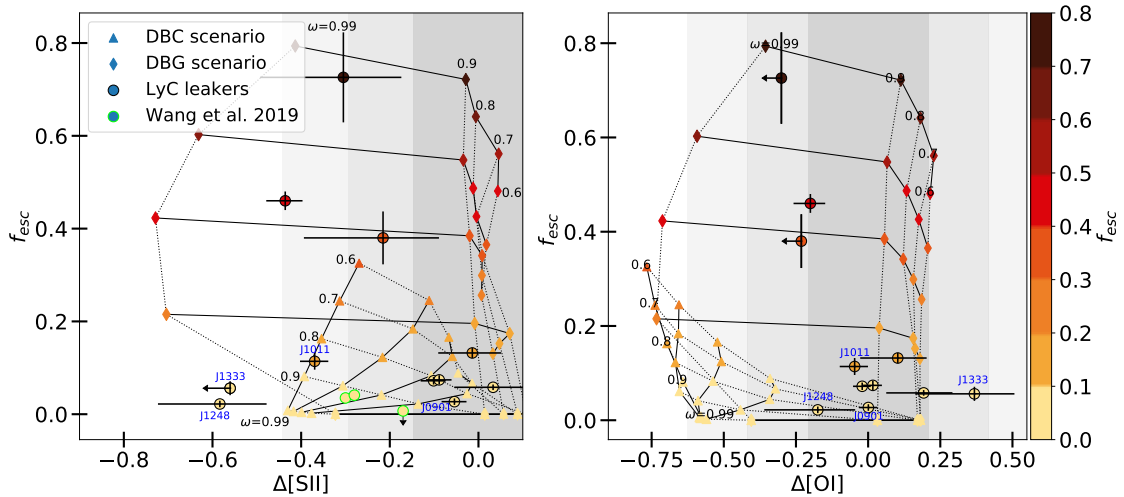 ω=0.99
DBC scenario
DBG scenario
LyC leakers
Wang et al. 2019
0.9
0.8
0.7
0.6
0.6
0.7
0.8
J1011
0.9
J1333
J1248
J0901
ω=0.99
0.8
0.6
0.4
0.2
0.0
f_esc
−0.8
−0.6
−0.4
−0.2
0.0
Δ[SII]
ω=0.99
0.9
0.8
0.7
0.6
0.6
0.7
0.8
J1011
0.9
J1333
J1248
J0901
ω=0.99
0.8
0.6
0.4
0.2
0.0
f_esc
−0.75
−0.50
−0.25
0.00
0.25
0.50
Δ[OI]
0.8
0.7
0.6
0.5
0.4
0.3
0.2
0.1
0.0
f_esc